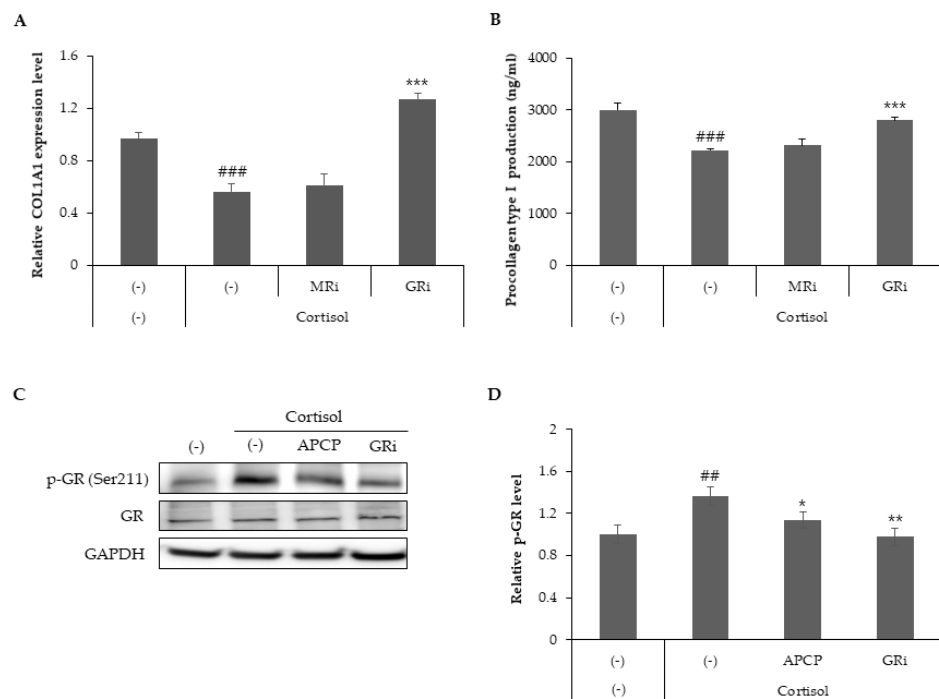 A
Relative COL1A1 expression level
1.6
1.2
0.8
0.4
0
###
***
(-) (-) MRi GRi
(-) Cortisol
B
Procollagen type I production (ng/ml)
4000
3000
2000
1000
0
###
***
(-) (-) MRi GRi
(-) Cortisol
C
Cortisol
(-) (-) APCP GRi
p-GR (Ser211)
GR
GAPDH
D
Relative p-GR level
2
1.6
1.2
0.8
0.4
0
##
*
**
(-) (-) APCP GRi
(-) Cortisol